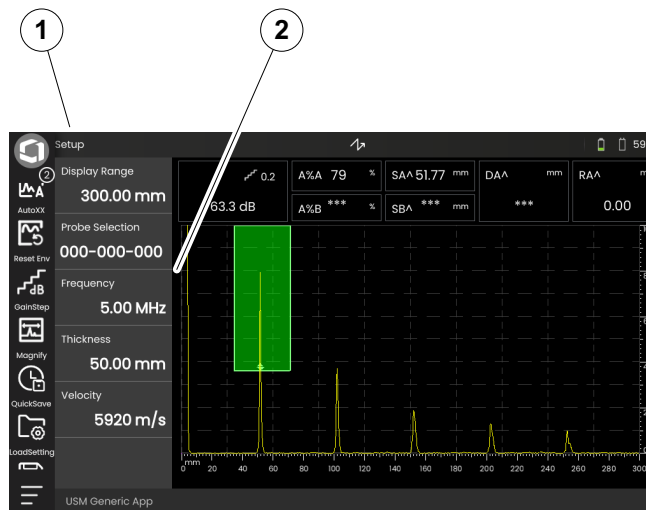 1
2
Setup
59
2
AutoXX
Reset Env
dB
GainStep
Magnify
QuickSave
LoadSetting
Display Range
300.00 mm
Probe Selection
000-000-000
Frequency
5.00 MHz
Thickness
50.00 mm
Velocity
5920 m/s
0.2
63.3 dB
A%A 79 %
A%B *** %
SA^ 51.77 mm
SB^ *** mm
DA^ mm
***
RA^ m
0.00
0 mm 20 40 60 80 100 120 140 160 180 200 220 240 260 280 300
USM Generic App